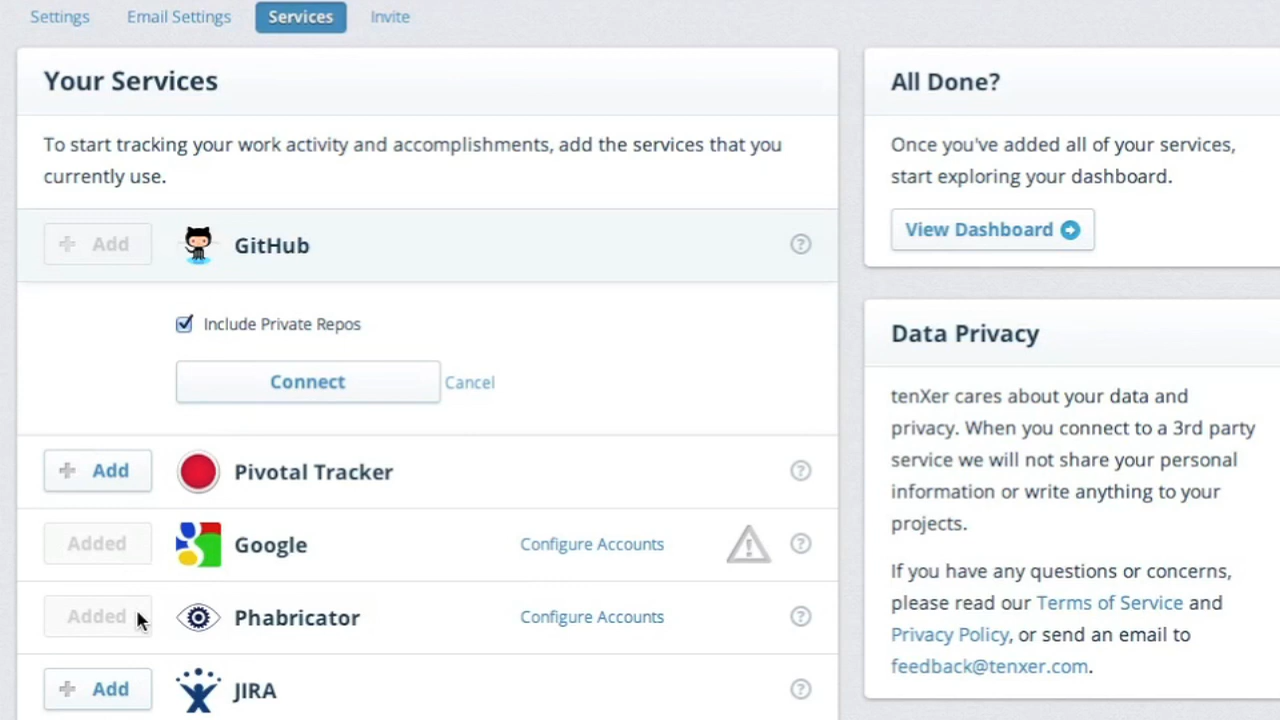 Settings
Email Settings
Services
Invite
Your Services
To start tracking your work activity and accomplishments, add the services that you
currently use.
Add
GitHub
?
Include Private Repos
Connect
Cancel
Add
Pivotal Tracker
?
Added
Google
Configure Accounts
!
?
Added
Phabricator
Configure Accounts
?
Add
JIRA
?
All Done?
Once you've added all of your services,
start exploring your dashboard.
View Dashboard
Data Privacy
tenXer cares about your data and
privacy. When you connect to a 3rd party
service we will not share your personal
information or write anything to your
projects.
If you have any questions or concerns,
please read our Terms of Service and
Privacy Policy, or send an email to
feedback@tenxer.com.